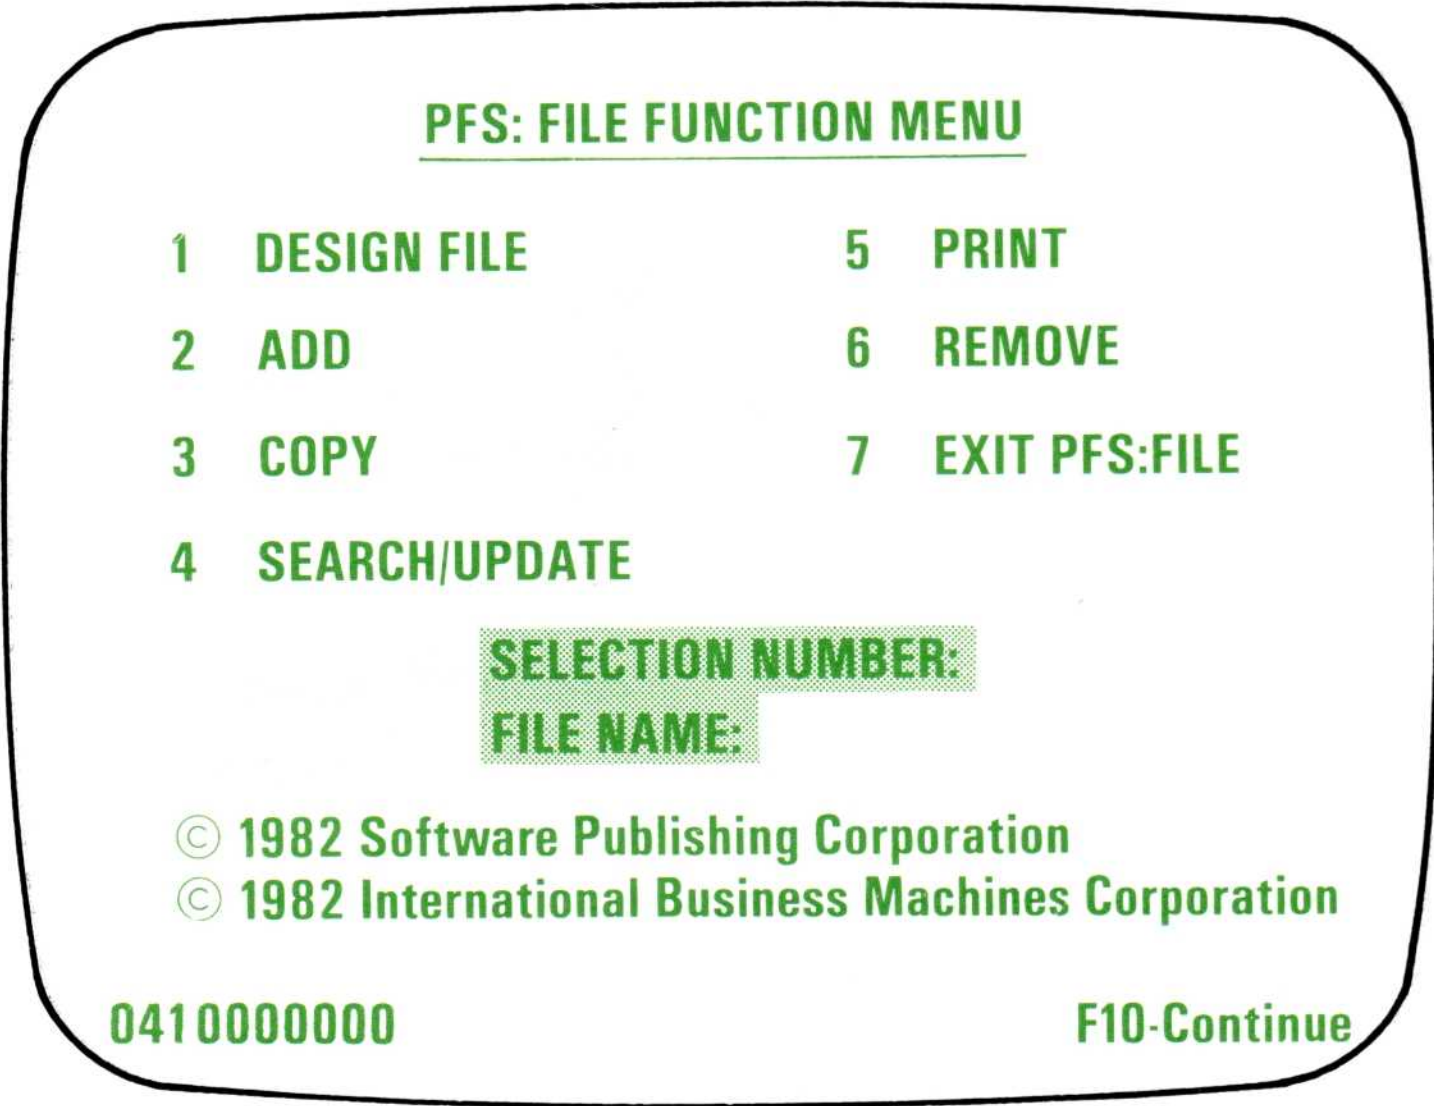 PFS: FILE FUNCTION MENU
1 DESIGN FILE
2 ADD
3 COPY
4 SEARCH/UPDATE
5 PRINT
6 REMOVE
7 EXIT PFS:FILE
SELECTION NUMBER:
FILE NAME:
© 1982 Software Publishing Corporation
© 1982 International Business Machines Corporation
0410000000
F10-Continue